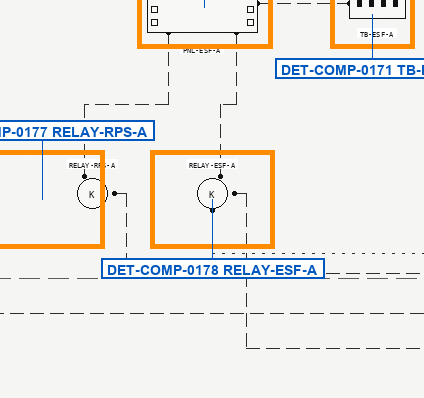 PNL-ESF-A
TB-ESF-A
DET-COMP-0171 TB-
P-0177 RELAY-RPS-A
RELAY-RPS-A
RELAY-ESF-A
K
K
DET-COMP-0178 RELAY-ESF-A